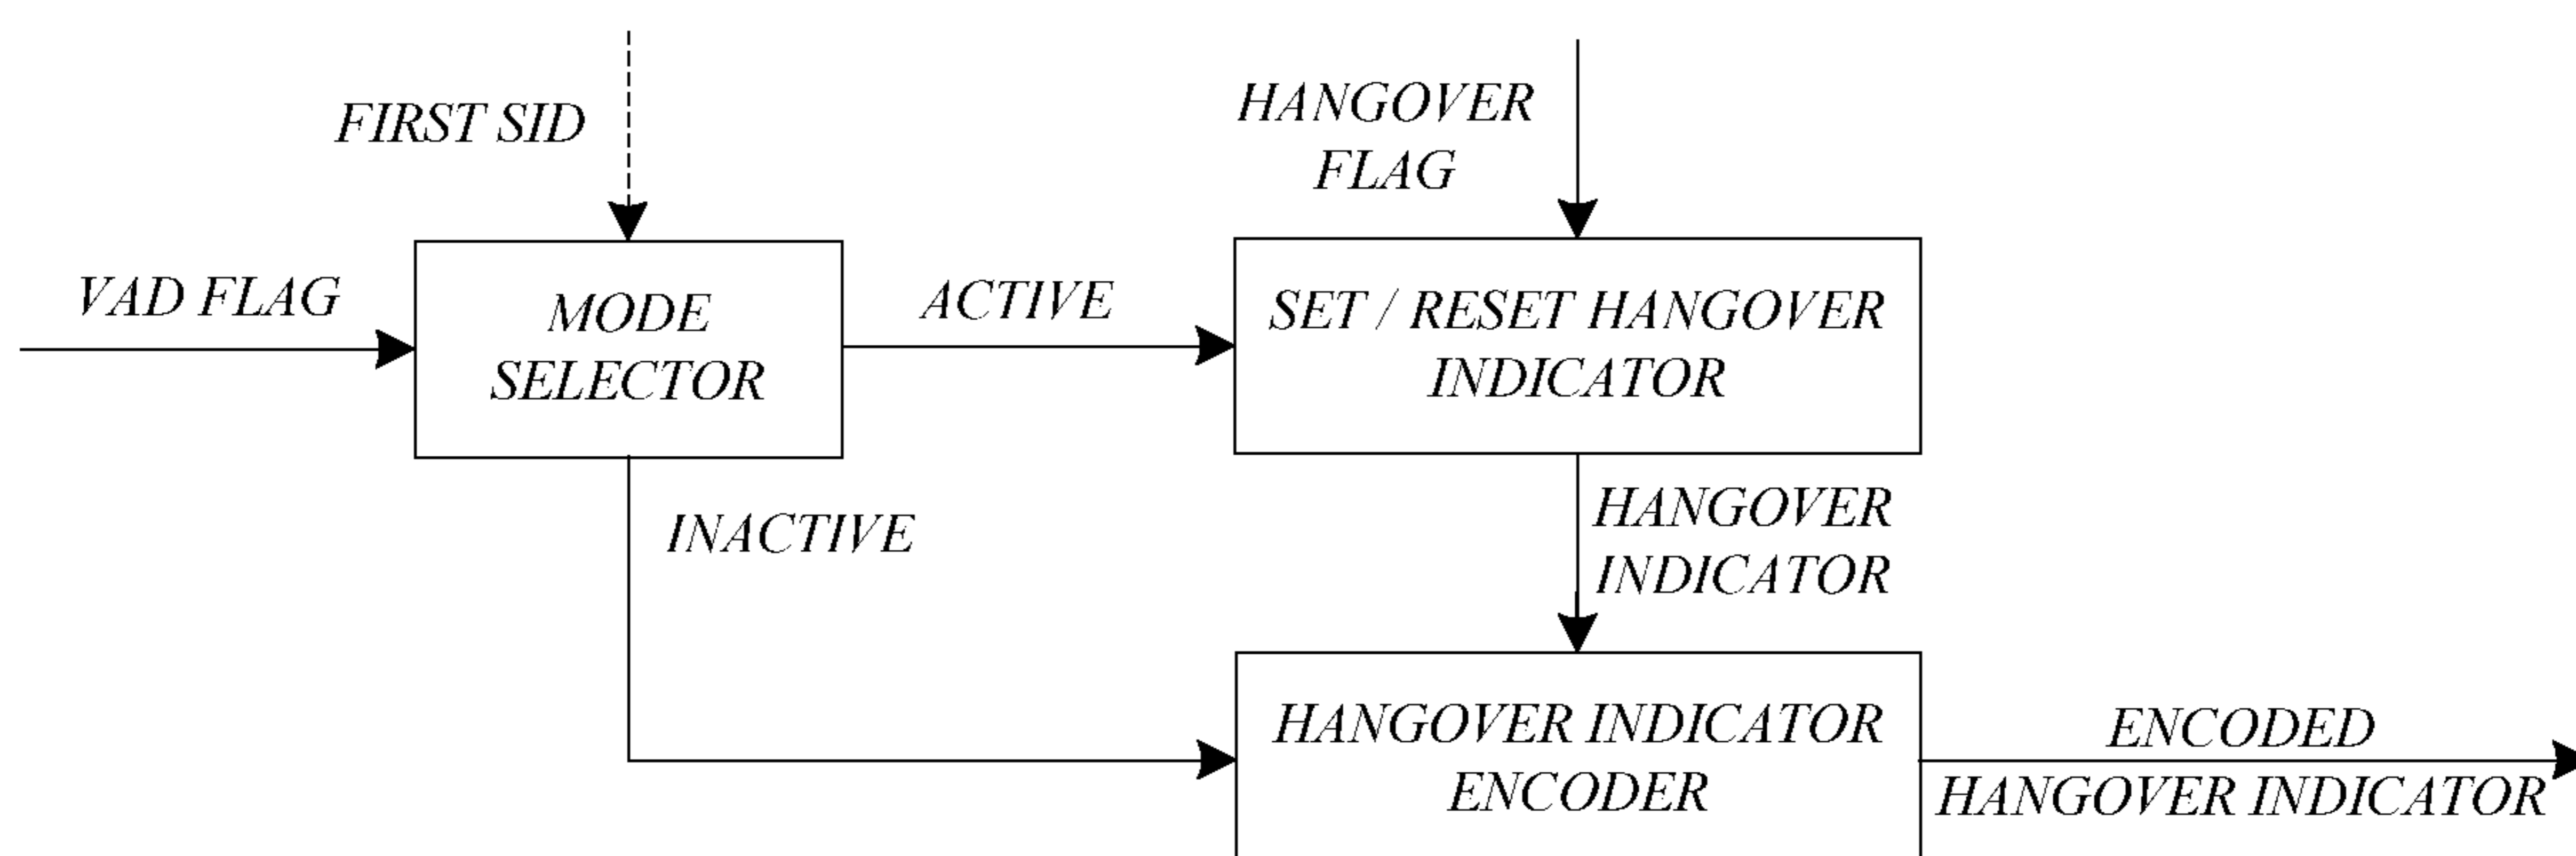 FIRST SID
HANGOVER
FLAG
VAD FLAG
MODE
SELECTOR
ACTIVE
SET / RESET HANGOVER
INDICATOR
INACTIVE
HANGOVER
INDICATOR
HANGOVER INDICATOR
ENCODER
ENCODED
HANGOVER INDICATOR